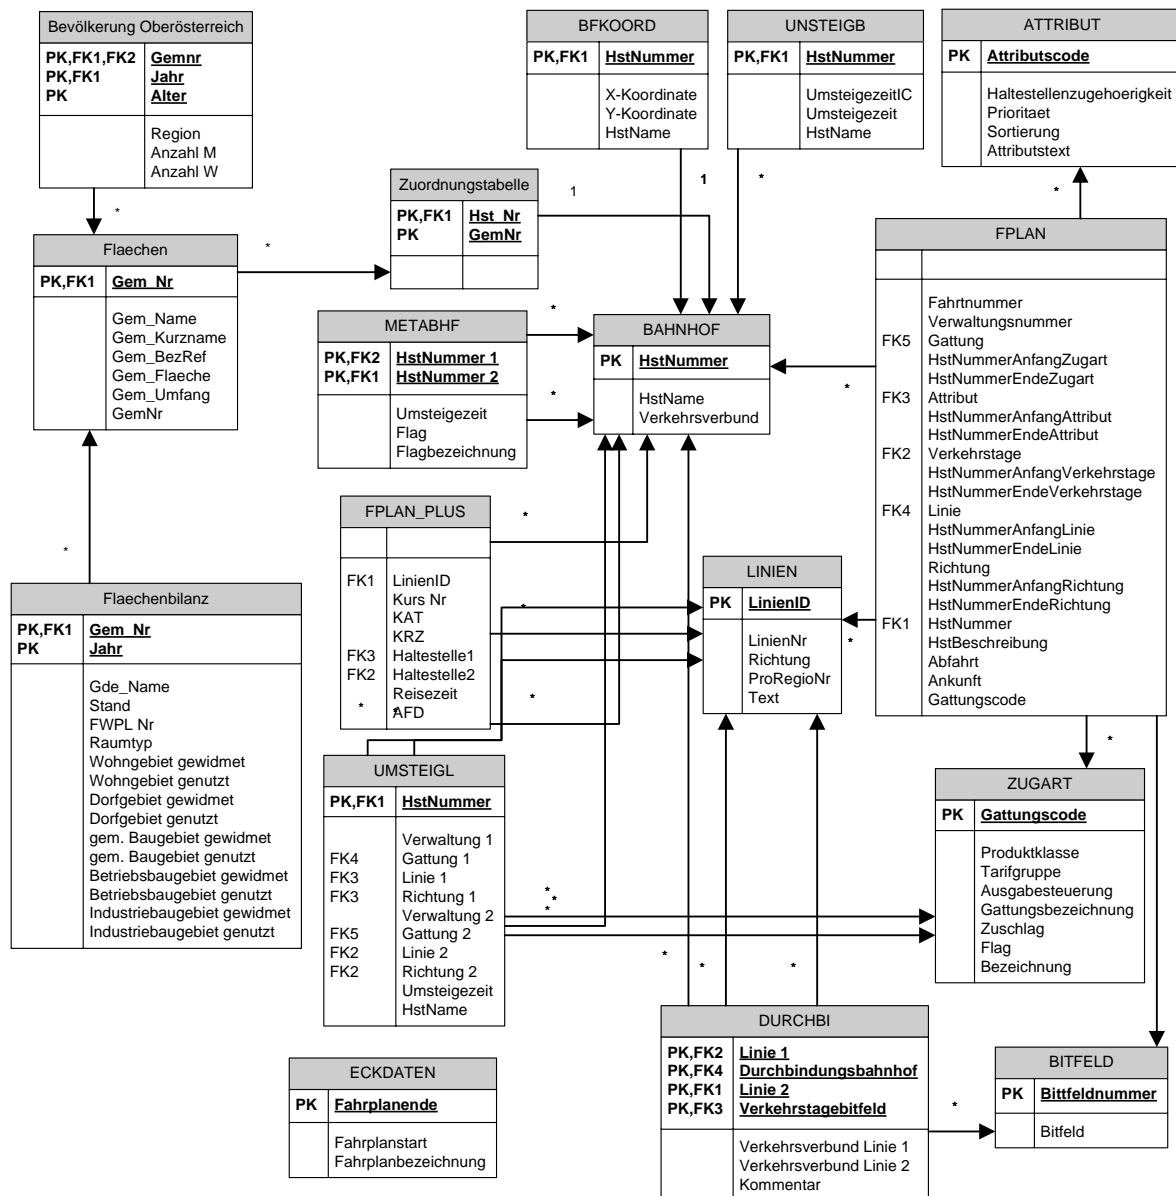 Bevölkerung Oberösterreich
PK,FK1,FK2 Gemnr
PK,FK1 Jahr
PK Alter
Region
Anzahl M
Anzahl W
*
BFKOORD
PK,FK1 HstNummer
X-Koordinate
Y-Koordinate
HstName
1
UNSTEIGB
PK,FK1 HstNummer
UmsteigezeitIC
Umsteigezeit
HstName
*
ATTRIBUT
PK Attributscode
Haltestellenzugehoerigkeit
Prioritaet
Sortierung
Attributstext
*
Zuordnungstabelle
PK,FK1 Hst_Nr
PK GemNr
1
Flaechen
PK,FK1 Gem_Nr
Gem_Name
Gem_Kurzname
Gem_BezRef
Gem_Flaeche
Gem_Umfang
GemNr
*
*
METABHF
PK,FK2 HstNummer 1
PK,FK1 HstNummer 2
Umsteigezeit
Flag
Flagbezeichnung
*
*
BAHNHOF
PK HstNummer
HstName
Verkehrsverbund
FPLAN
Fahrtnummer
Verwaltungsnummer
FK5 Gattung
HstNummerAnfangZugart
HstNummerEndeZugart
FK3 Attribut
HstNummerAnfangAttribut
HstNummerEndeAttribut
FK2 Verkehrstage
HstNummerAnfangVerkehrstage
HstNummerEndeVerkehrstage
FK4 Linie
HstNummerAnfangLinie
HstNummerEndeLinie
Richtung
HstNummerAnfangRichtung
HstNummerEndeRichtung
FK1 HstNummer
HstBeschreibung
Abfahrt
Ankunft
Gattungscode
*
*
*
FPLAN_PLUS
FK1 LinienID
Kurs Nr
KAT
KRZ
FK3 Haltestelle1
FK2 Haltestelle2
Reisezeit
AFD
*
*
*
*
*
LINIEN
PK LinienID
LinienNr
Richtung
ProRegioNr
Text
Flaechenbilanz
PK,FK1 Gem_Nr
PK Jahr
Gde_Name
Stand
FWPL Nr
Raumtyp
Wohngebiet gewidmet
Wohngebiet genutzt
Dorfgebiet gewidmet
Dorfgebiet genutzt
gem. Baugebiet gewidmet
gem. Baugebiet genutzt
Betriebsbaugebiet gewidmet
Betriebsbaugebiet genutzt
Industriebaugebiet gewidmet
Industriebaugebiet genutzt
UMSTEIGL
PK,FK1 HstNummer
Verwaltung 1
FK4 Gattung 1
FK3 Linie 1
FK3 Richtung 1
Verwaltung 2
FK5 Gattung 2
FK2 Linie 2
FK2 Richtung 2
Umsteigezeit
HstName
*
*
*
ZUGART
PK Gattungscode
Produktklasse
Tarifgruppe
Ausgabesteuerung
Gattungsbezeichnung
Zuschlag
Flag
Bezeichnung
*
*
*
DURCHBI
PK,FK2 Linie 1
PK,FK4 Durchbindungsbahnhof
PK,FK1 Linie 2
PK,FK3 Verkehrstagebitfeld
Verkehrsverbund Linie 1
Verkehrsverbund Linie 2
Kommentar
*
BITFELD
PK Bittfeldnummer
Bitfeld
ECKDATEN
PK Fahrplanende
Fahrplanstart
Fahrplanbezeichnung